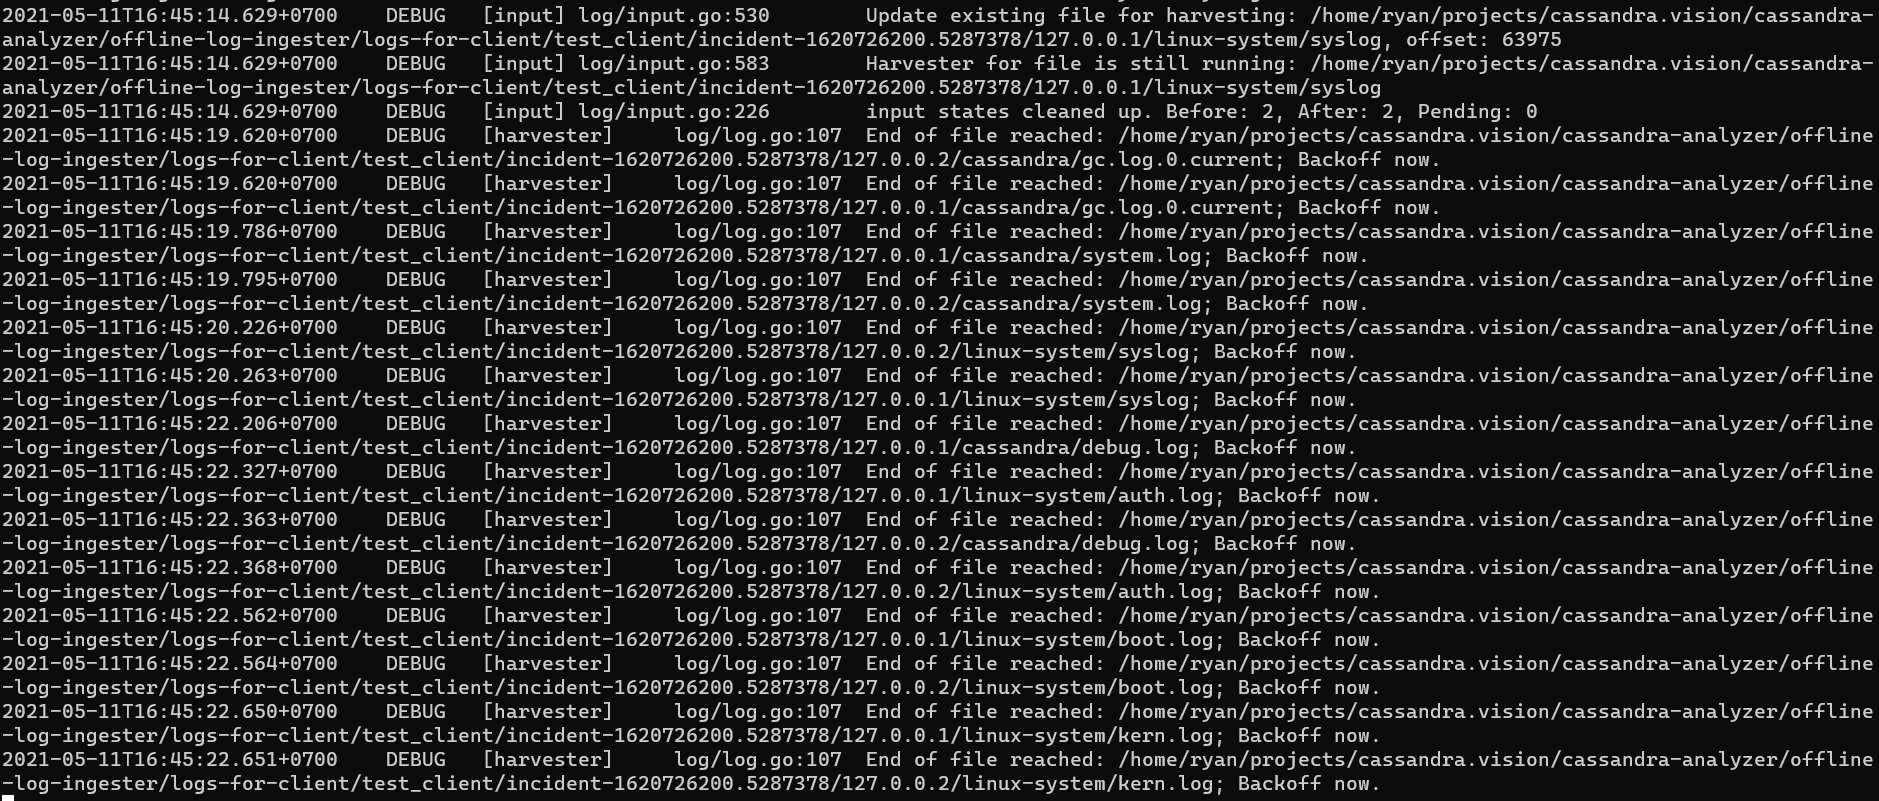 2021-05-11T16:45:14.629+0700    DEBUG   [input] log/input.go:530        Update existing file for harvesting: /home/ryan/projects/cassandra.vision/cassandra-
analyzer/offline-log-ingester/logs-for-client/test_client/incident-1620726200.5287378/127.0.0.1/linux-system/syslog, offset: 63975
2021-05-11T16:45:14.629+0700    DEBUG   [input] log/input.go:583        Harvester for file is still running: /home/ryan/projects/cassandra.vision/cassandra-
analyzer/offline-log-ingester/logs-for-client/test_client/incident-1620726200.5287378/127.0.0.1/linux-system/syslog
2021-05-11T16:45:14.629+0700    DEBUG   [input] log/input.go:226        input states cleaned up. Before: 2, After: 2, Pending: 0
2021-05-11T16:45:19.620+0700    DEBUG   [harvester]     log/log.go:107  End of file reached: /home/ryan/projects/cassandra.vision/cassandra-analyzer/offline
-log-ingester/logs-for-client/test_client/incident-1620726200.5287378/127.0.0.2/cassandra/gc.log.0.current; Backoff now.
2021-05-11T16:45:19.620+0700    DEBUG   [harvester]     log/log.go:107  End of file reached: /home/ryan/projects/cassandra.vision/cassandra-analyzer/offline
-log-ingester/logs-for-client/test_client/incident-1620726200.5287378/127.0.0.1/cassandra/gc.log.0.current; Backoff now.
2021-05-11T16:45:19.786+0700    DEBUG   [harvester]     log/log.go:107  End of file reached: /home/ryan/projects/cassandra.vision/cassandra-analyzer/offline
-log-ingester/logs-for-client/test_client/incident-1620726200.5287378/127.0.0.1/cassandra/system.log; Backoff now.
2021-05-11T16:45:19.795+0700    DEBUG   [harvester]     log/log.go:107  End of file reached: /home/ryan/projects/cassandra.vision/cassandra-analyzer/offline
-log-ingester/logs-for-client/test_client/incident-1620726200.5287378/127.0.0.2/cassandra/system.log; Backoff now.
2021-05-11T16:45:20.226+0700    DEBUG   [harvester]     log/log.go:107  End of file reached: /home/ryan/projects/cassandra.vision/cassandra-analyzer/offline
-log-ingester/logs-for-client/test_client/incident-1620726200.5287378/127.0.0.2/linux-system/syslog; Backoff now.
2021-05-11T16:45:20.263+0700    DEBUG   [harvester]     log/log.go:107  End of file reached: /home/ryan/projects/cassandra.vision/cassandra-analyzer/offline
-log-ingester/logs-for-client/test_client/incident-1620726200.5287378/127.0.0.1/linux-system/syslog; Backoff now.
2021-05-11T16:45:22.206+0700    DEBUG   [harvester]     log/log.go:107  End of file reached: /home/ryan/projects/cassandra.vision/cassandra-analyzer/offline
-log-ingester/logs-for-client/test_client/incident-1620726200.5287378/127.0.0.1/cassandra/debug.log; Backoff now.
2021-05-11T16:45:22.327+0700    DEBUG   [harvester]     log/log.go:107  End of file reached: /home/ryan/projects/cassandra.vision/cassandra-analyzer/offline
-log-ingester/logs-for-client/test_client/incident-1620726200.5287378/127.0.0.1/linux-system/auth.log; Backoff now.
2021-05-11T16:45:22.363+0700    DEBUG   [harvester]     log/log.go:107  End of file reached: /home/ryan/projects/cassandra.vision/cassandra-analyzer/offline
-log-ingester/logs-for-client/test_client/incident-1620726200.5287378/127.0.0.2/cassandra/debug.log; Backoff now.
2021-05-11T16:45:22.368+0700    DEBUG   [harvester]     log/log.go:107  End of file reached: /home/ryan/projects/cassandra.vision/cassandra-analyzer/offline
-log-ingester/logs-for-client/test_client/incident-1620726200.5287378/127.0.0.2/linux-system/auth.log; Backoff now.
2021-05-11T16:45:22.562+0700    DEBUG   [harvester]     log/log.go:107  End of file reached: /home/ryan/projects/cassandra.vision/cassandra-analyzer/offline
-log-ingester/logs-for-client/test_client/incident-1620726200.5287378/127.0.0.1/linux-system/boot.log; Backoff now.
2021-05-11T16:45:22.564+0700    DEBUG   [harvester]     log/log.go:107  End of file reached: /home/ryan/projects/cassandra.vision/cassandra-analyzer/offline
-log-ingester/logs-for-client/test_client/incident-1620726200.5287378/127.0.0.2/linux-system/boot.log; Backoff now.
2021-05-11T16:45:22.650+0700    DEBUG   [harvester]     log/log.go:107  End of file reached: /home/ryan/projects/cassandra.vision/cassandra-analyzer/offline
-log-ingester/logs-for-client/test_client/incident-1620726200.5287378/127.0.0.1/linux-system/kern.log; Backoff now.
2021-05-11T16:45:22.651+0700    DEBUG   [harvester]     log/log.go:107  End of file reached: /home/ryan/projects/cassandra.vision/cassandra-analyzer/offline
-log-ingester/logs-for-client/test_client/incident-1620726200.5287378/127.0.0.2/linux-system/kern.log; Backoff now.